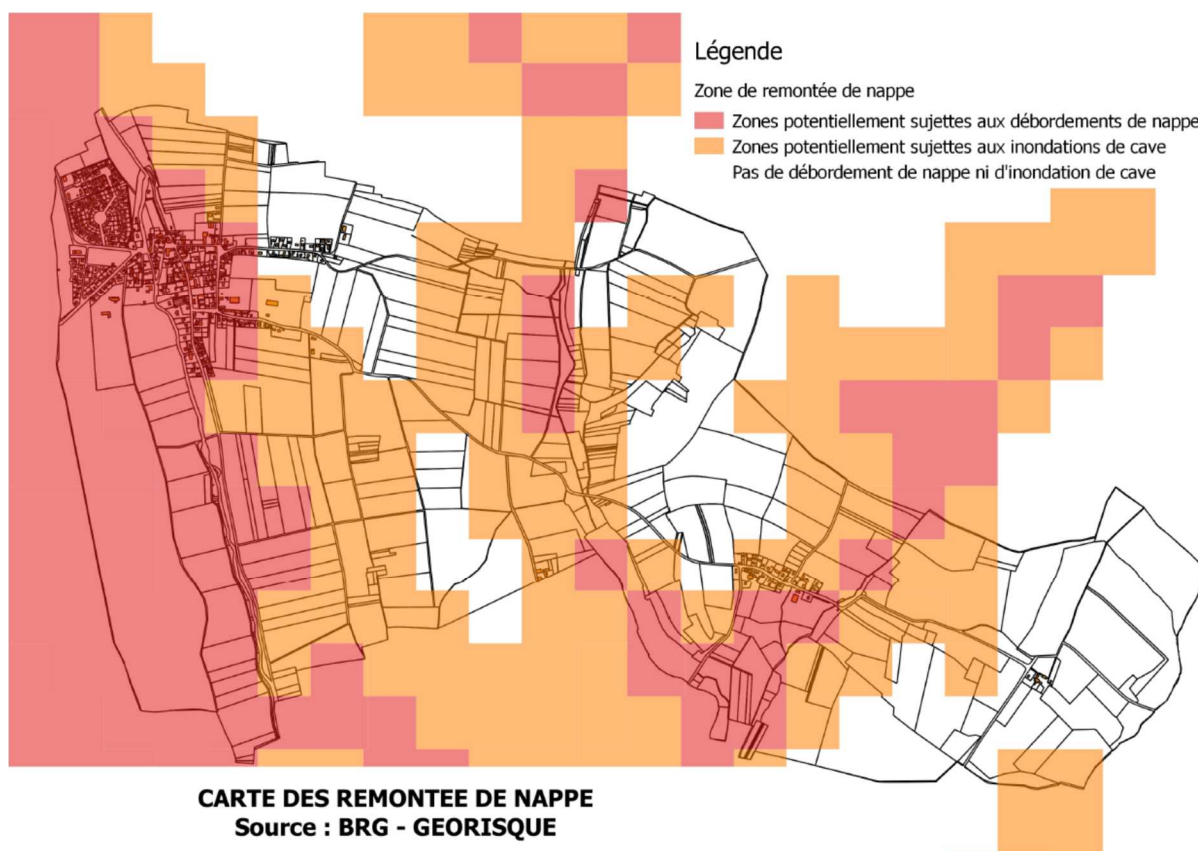 Légende
Zone de remontée de nappe
Zones potentiellement sujettes aux débordements de nappe
Zones potentiellement sujettes aux inondations de cave
Pas de débordement de nappe ni d'inondation de cave
CARTE DES REMONTEE DE NAPPE
Source : BRG - GEORISQUE